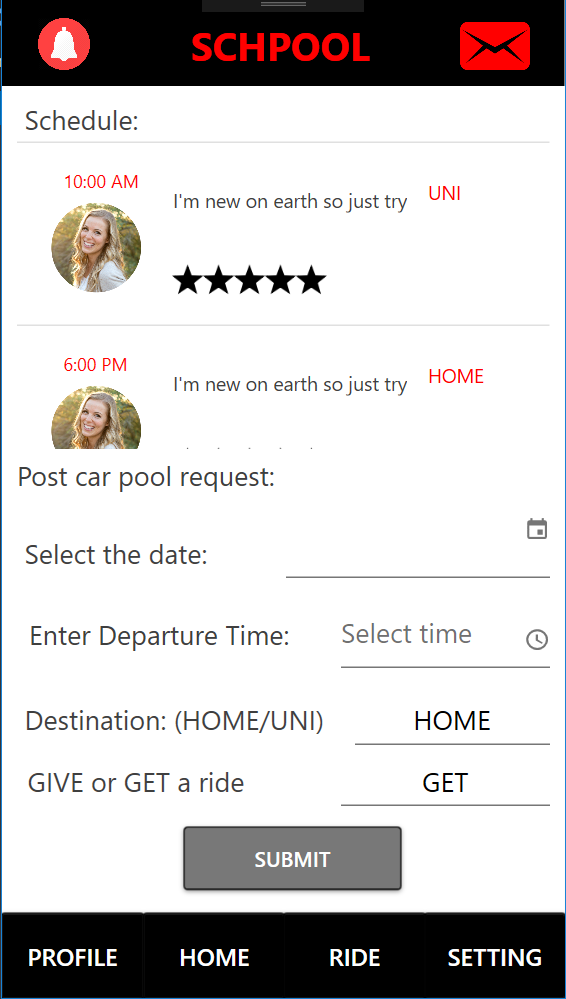 SCHPOOL
Schedule:
10:00 AM
I'm new on earth so just try
UNI
6:00 PM
I'm new on earth so just try
HOME
Post car pool request:
Select the date:
Enter Departure Time: Select time
Destination: (HOME/UNI) HOME
GIVE or GET a ride GET
SUBMIT
PROFILE HOME RIDE SETTING